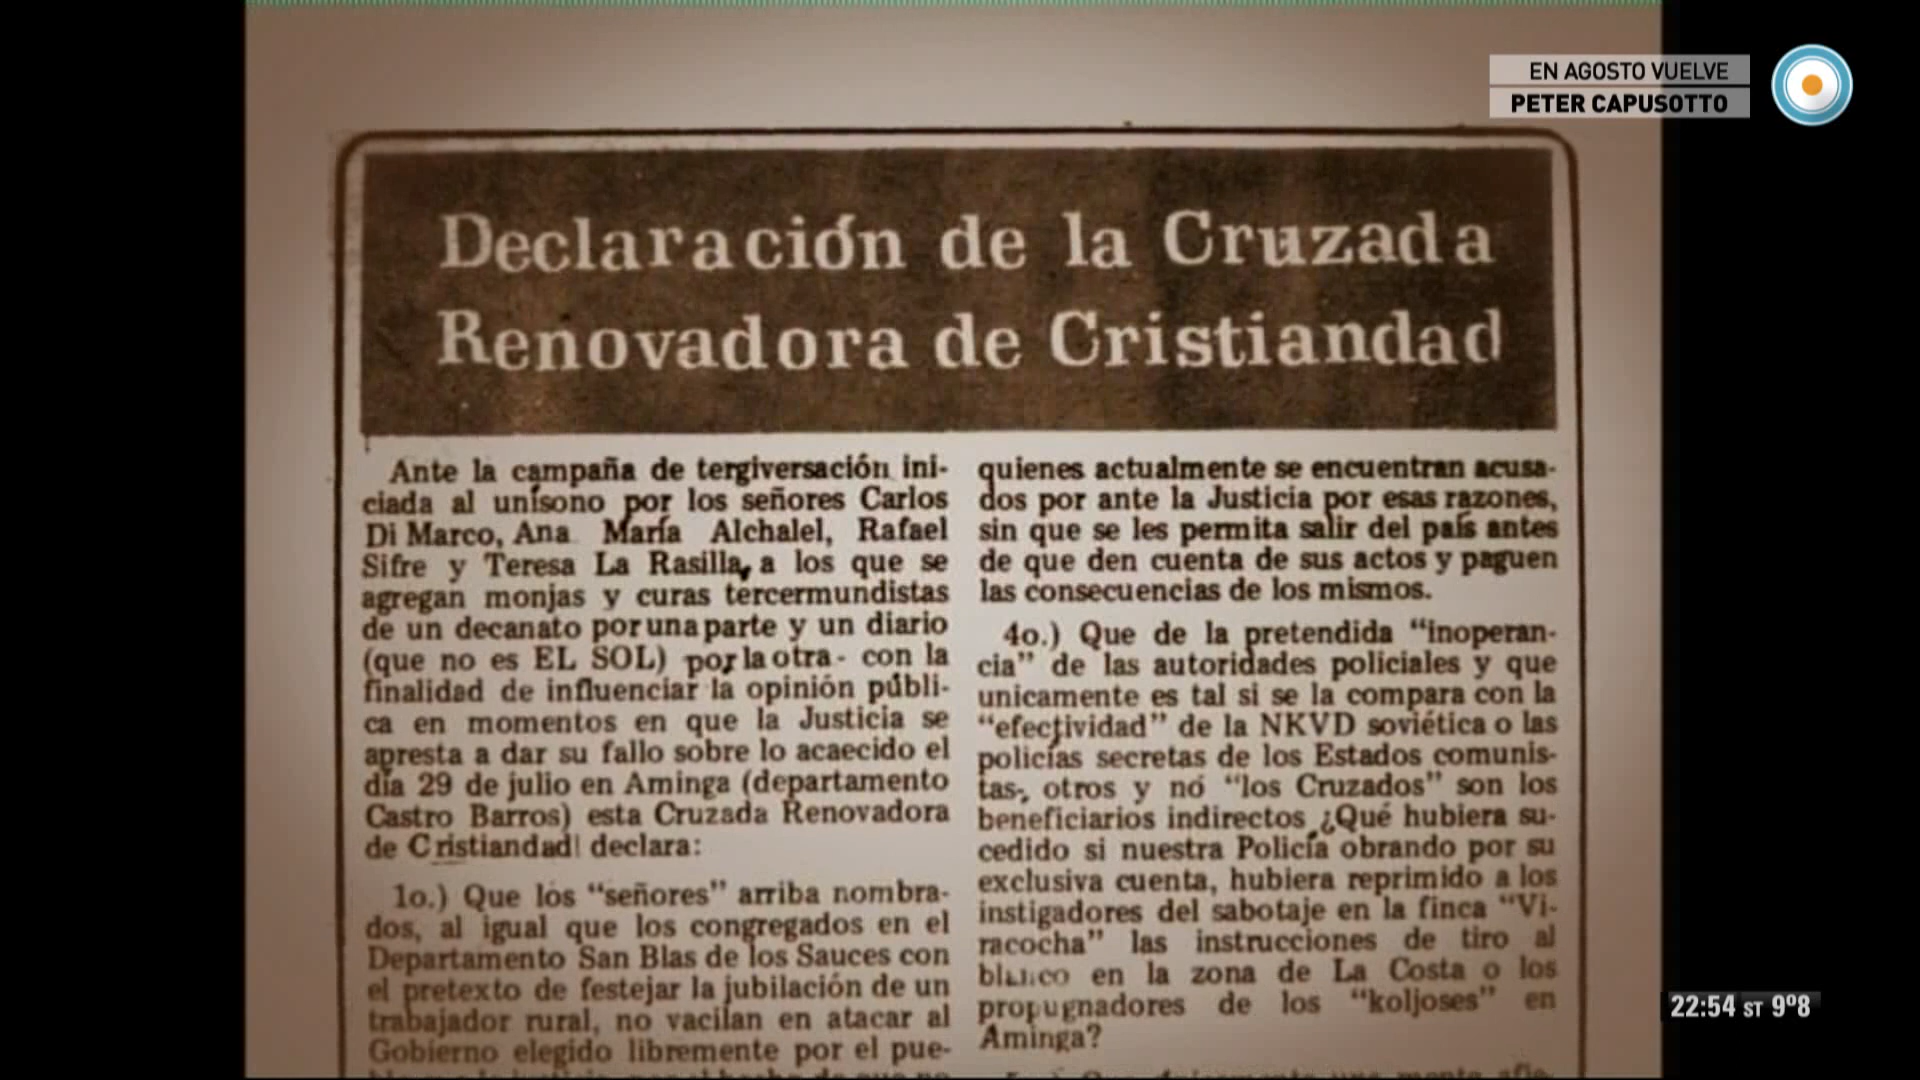 EN AGOSTO VUELVE
PETER CAPUSOTTO
Declaración de la Cruzada
Renovadora de Cristiandad
Ante la campaña de tergiversación ini-
ciada al unísono por los señores Carlos
Di Marco, Ana María Alchalel, Rafael
Sifre y Teresa La Rasilla, a los que se
agregan monjas y curas tercermundistas
de un decanato por una parte y un diario
(que no es EL SOL) por la otra- con la
finalidad de influenciar la opinión públi-
ca en momentos en que la Justicia se
apresta a dar su fallo sobre lo acaecido el
día 29 de julio en Aminga (departamento
Castro Barros) esta Cruzada Renovadora
de Cristiandad declara:
1o.) Que los “señores” arriba nombra-
dos, al igual que los congregados en el
Departamento San Blas de los Sauces con
el pretexto de festejar la jubilación de un
trabajador rural, no vacilan en atacar al
Gobierno elegido libremente por el pue-
quienes actualmente se encuentran acusa-
dos por ante la Justicia por esas razones,
sin que se les permita salir del país antes
de que den cuenta de sus actos y paguen
las consecuencias de los mismos.
4o.) Que de la pretendida “inoperan-
cia” de las autoridades policiales y que
unicamente es tal si se la compara con la
“efectividad” de la NKVD soviética o las
policías secretas de los Estados comunis-
tas-, otros y no “los Cruzados” son los
beneficiarios indirectos ¿Qué hubiera su-
cedido si nuestra Policía obrando por su
exclusiva cuenta, hubiera reprimido a los
instigadores del sabotaje en la finca “Vi-
racocha” las instrucciones de tiro al
blanco en la zona de La Costa o los
propugnadores de los “koljoses” en
Aminga?
22:54 ST 9º8